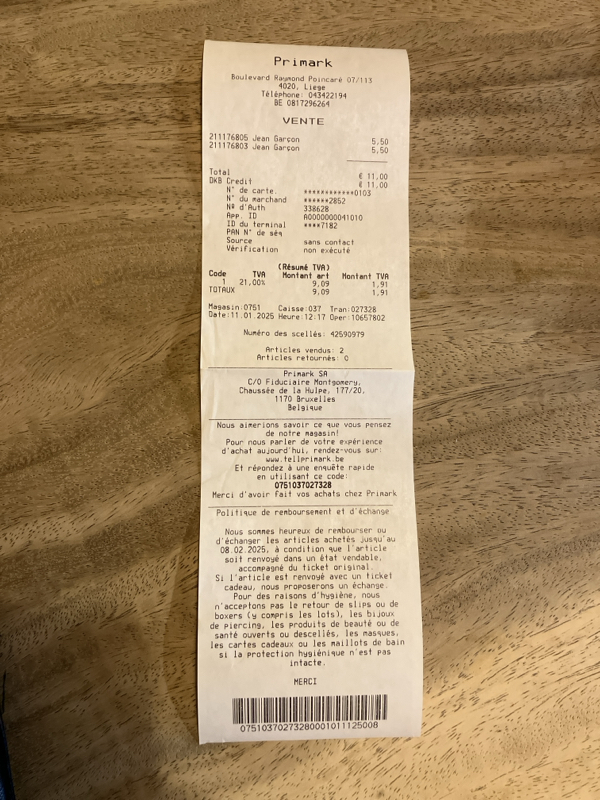 Primark
Boulevard Raymond Poincaré 07/113
4020, Liege
Téléphone: 043422194
BE 0817296264
VENTE
211176805 Jean Garçon 5,50
211176803 Jean Garçon 5,50
Total € 11,00
DKB Credit € 11,00
N° de carte. ************0103
N° du marchand ******2852
Nº d'Auth 338628
App. ID A0000000041010
ID du terminal ****7182
PAN N° de séq
Source sans contact
Vérification non exécuté
(Résumé TVA)
Code TVA Montant art Montant TVA
21,00% 9,09 1,91
TOTAUX 9,09 1,91
Magasin:0751 Caisse:037 Tran:027328
Date:11.01.2025 Heure:12:17 Oper:10657802
Numéro des scellés: 42590979
Articles vendus: 2
Articles retournés: 0
Primark SA
C/O Fiduciaire Montgomery,
Chaussée de la Hulpe, 177/20,
1170 Bruxelles
Belgique
Nous aimerions savoir ce que vous pensez
de notre magasin!
Pour nous parler de votre expérience
d'achat aujourd'hui, rendez-vous sur:
www.tellprimark.be
Et répondez à une enquête rapide
en utilisant ce code:
0751037027328
Merci d'avoir fait vos achats chez Primark
Politique de remboursement et d'échange
Nous sommes heureux de rembourser ou
d'échanger les articles achetés jusqu'au
08.02.2025, à condition que l'article
soit renvoyé dans un état vendable,
accompagné du ticket original.
Si l'article est renvoyé avec un ticket
cadeau, nous proposerons un échange.
Pour des raisons d'hygiène, nous
n'acceptons pas le retour de slips ou de
boxers (y compris les lots), les bijoux
de piercing, les produits de beauté ou de
santé ouverts ou descellés, les masques,
les cartes cadeaux ou les maillots de bain
si la protection hygiénique n'est pas
intacte.
MERCI
07510370273280001011125008